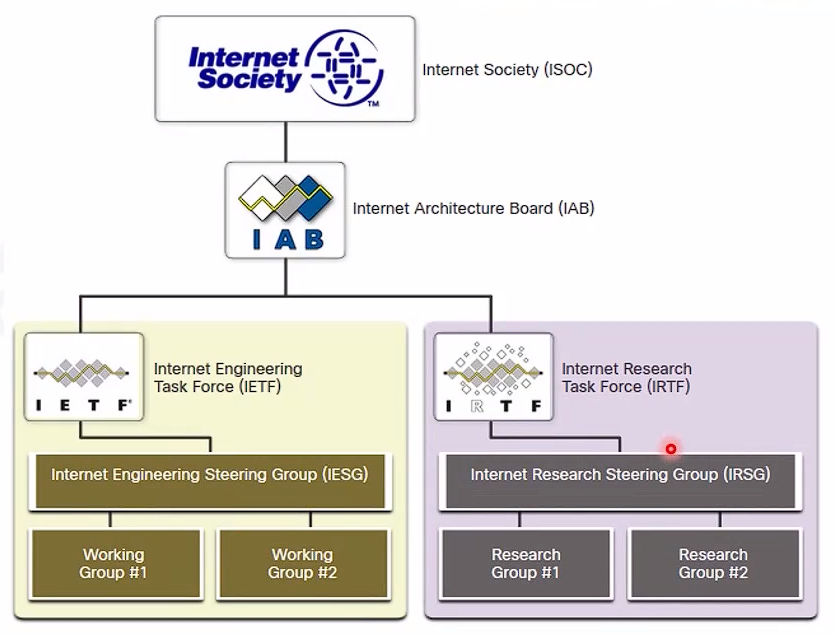 Internet
Society
TM
Internet Society (ISOC)
IAB
Internet Architecture Board (IAB)
IETF®
Internet Engineering
Task Force (IETF)
IRTF
Internet Research
Task Force (IRTF)
Internet Engineering Steering Group (IESG)
Internet Research Steering Group (IRSG)
Working
Group #1
Working
Group #2
Research
Group #1
Research
Group #2